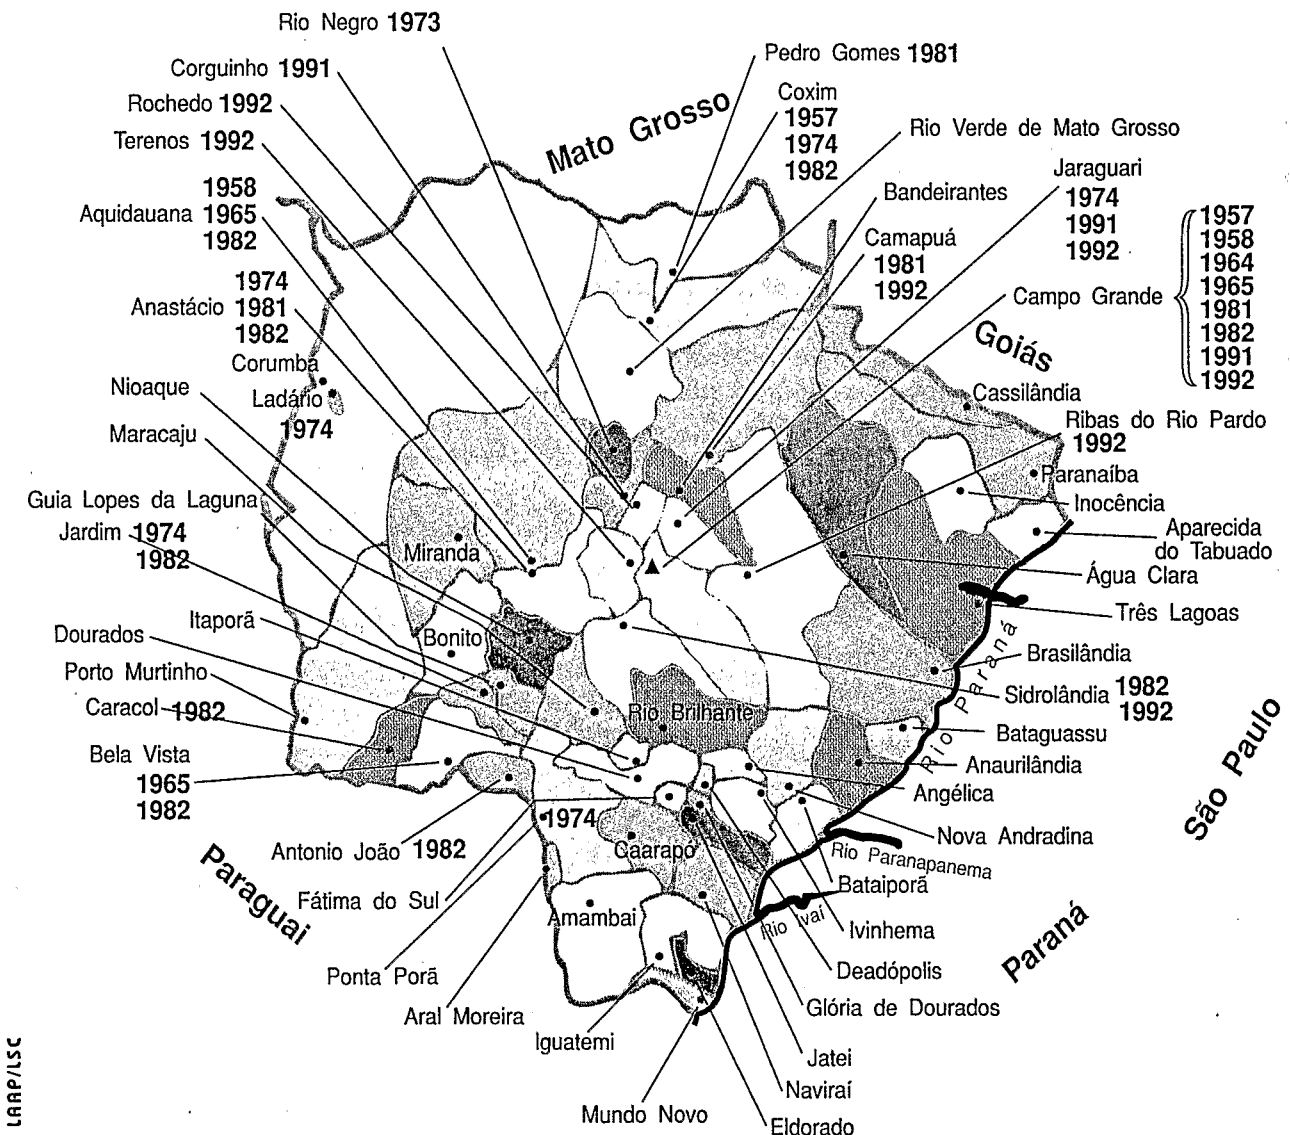 Rio Negro 1973
Corguinho 1991
Rochedo 1992
Terenos 1992
1958
Aquidauana 1965
1982
1974
Anastácio 1981
1982
Corumbá
Ladário
1974
Nioaque
Maracaju
Guia Lopes da Laguna
Jardim 1974
1982
Itaporã
Dourados
Porto Murtinho
Caracol 1982
Bela Vista
1965
1982
Antonio João 1982
Fátima do Sul
Ponta Porã
Aral Moreira
Iguatemi
Mundo Novo
Mato Grosso
Pedro Gomes 1981
Coxim
1957
1974
1982
Rio Verde de Mato Grosso
Jaraguari
1974
1991
1992
Bandeirantes
Camapuá
1981
1992
Campo Grande
1957
1958
1964
1965
1981
1982
1991
1992
Goiás
Cassilândia
Ribas do Rio Pardo
1992
Paranaíba
Inocência
Aparecida
do Tabuado
Água Clara
Três Lagoas
Brasilândia
Sidrolândia 1982
1992
Bataguassu
Anaurilândia
Angélica
Nova Andradina
Rio Paraná
Rio Paraná
Rio Paranapanema
Bataiporã
Rio Ivaí
Ivinhema
Deadópolis
Glória de Dourados
Jatei
Naviraí
Eldorado
Miranda
Bonito
Rio Brilhante
1974
Caarapó
Amambai
Paraguai
São Paulo
Paraná
LAAP/LSC